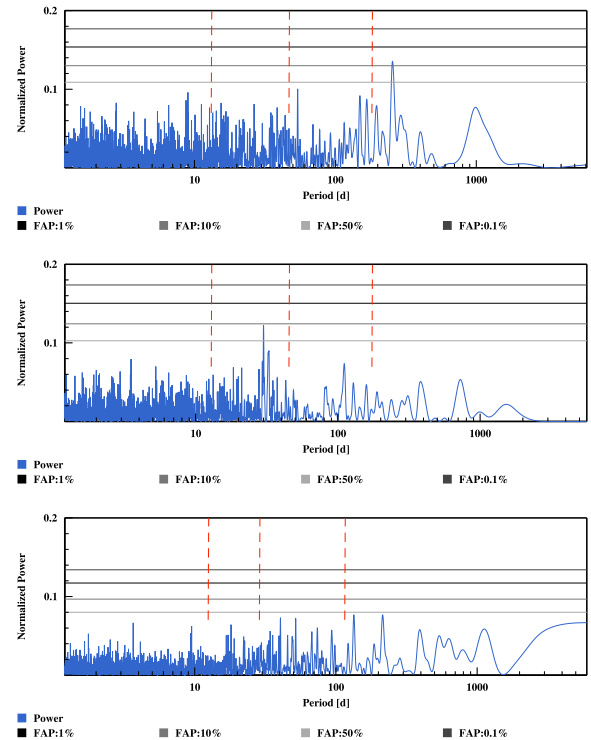 0.2
0.1
Normalized Power
10 100 1000
Period [d]
Power
FAP:1% FAP:10% FAP:50% FAP:0.1%
0.2
0.1
Normalized Power
10 100 1000
Period [d]
Power
FAP:1% FAP:10% FAP:50% FAP:0.1%
0.2
0.1
Normalized Power
10 100 1000
Period [d]
Power
FAP:1% FAP:10% FAP:50% FAP:0.1%